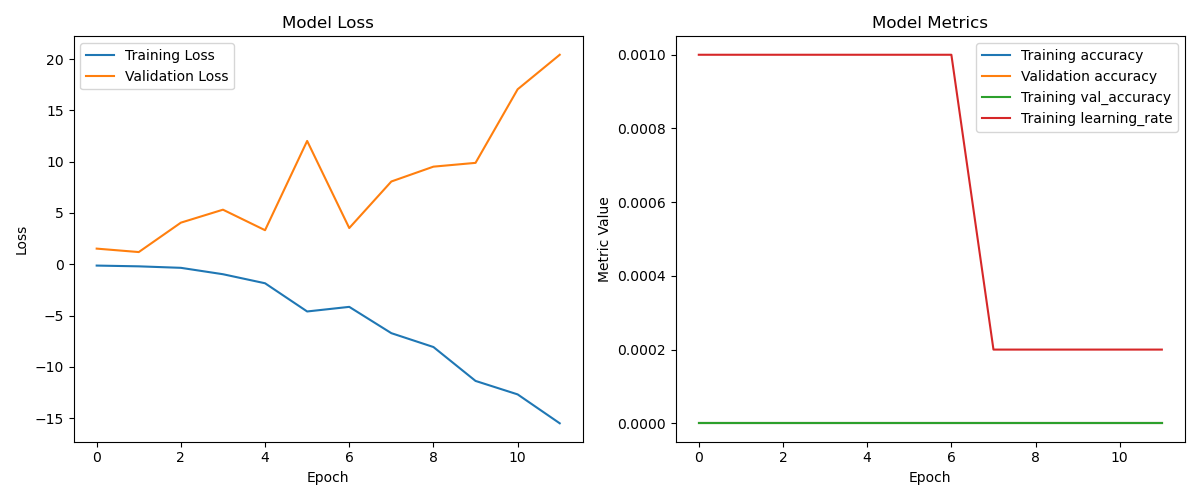 Model Loss
Training Loss
Validation Loss
20
15
10
5
0
−5
−10
−15
Loss
0 2 4 6 8 10
Epoch
Model Metrics
Training accuracy
Validation accuracy
Training val_accuracy
Training learning_rate
0.0010
0.0008
0.0006
0.0004
0.0002
0.0000
Metric Value
0 2 4 6 8 10
Epoch